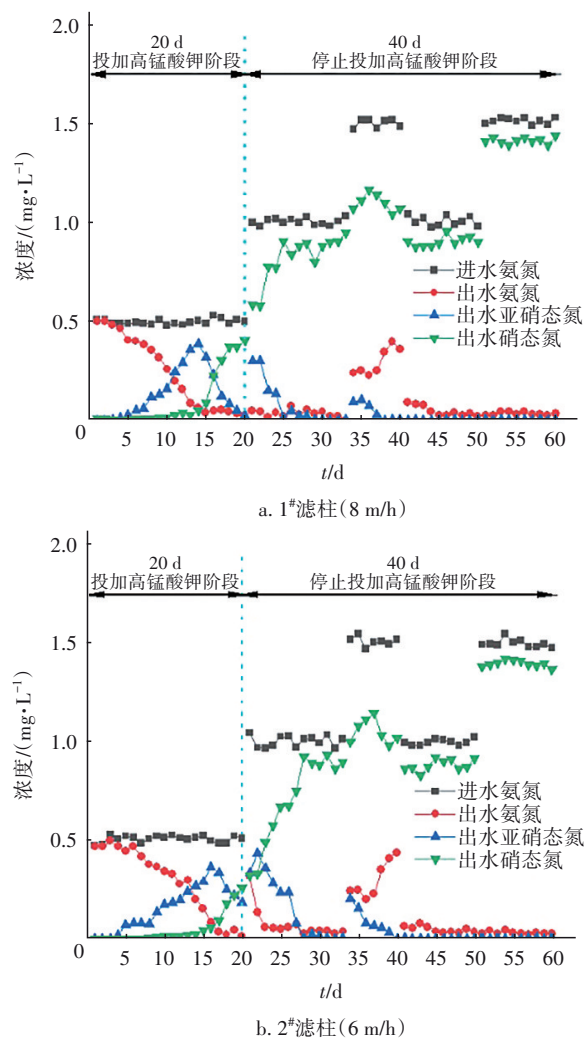 2.0
20 d
投加高锰酸钾阶段
40 d
停止投加高锰酸钾阶段
1.5
1.0
0.5
0
浓度/(mg·L⁻¹)
进水氨氮
出水氨氮
出水亚硝态氮
出水硝态氮
5 10 15 20 25 30 35 40 45 50 55 60
t/d
a. 1#滤柱(8 m/h)
2.0
20 d
投加高锰酸钾阶段
40 d
停止投加高锰酸钾阶段
1.5
1.0
0.5
0
浓度/(mg·L⁻¹)
进水氨氮
出水氨氮
出水亚硝态氮
出水硝态氮
5 10 15 20 25 30 35 40 45 50 55 60
t/d
b. 2#滤柱(6 m/h)